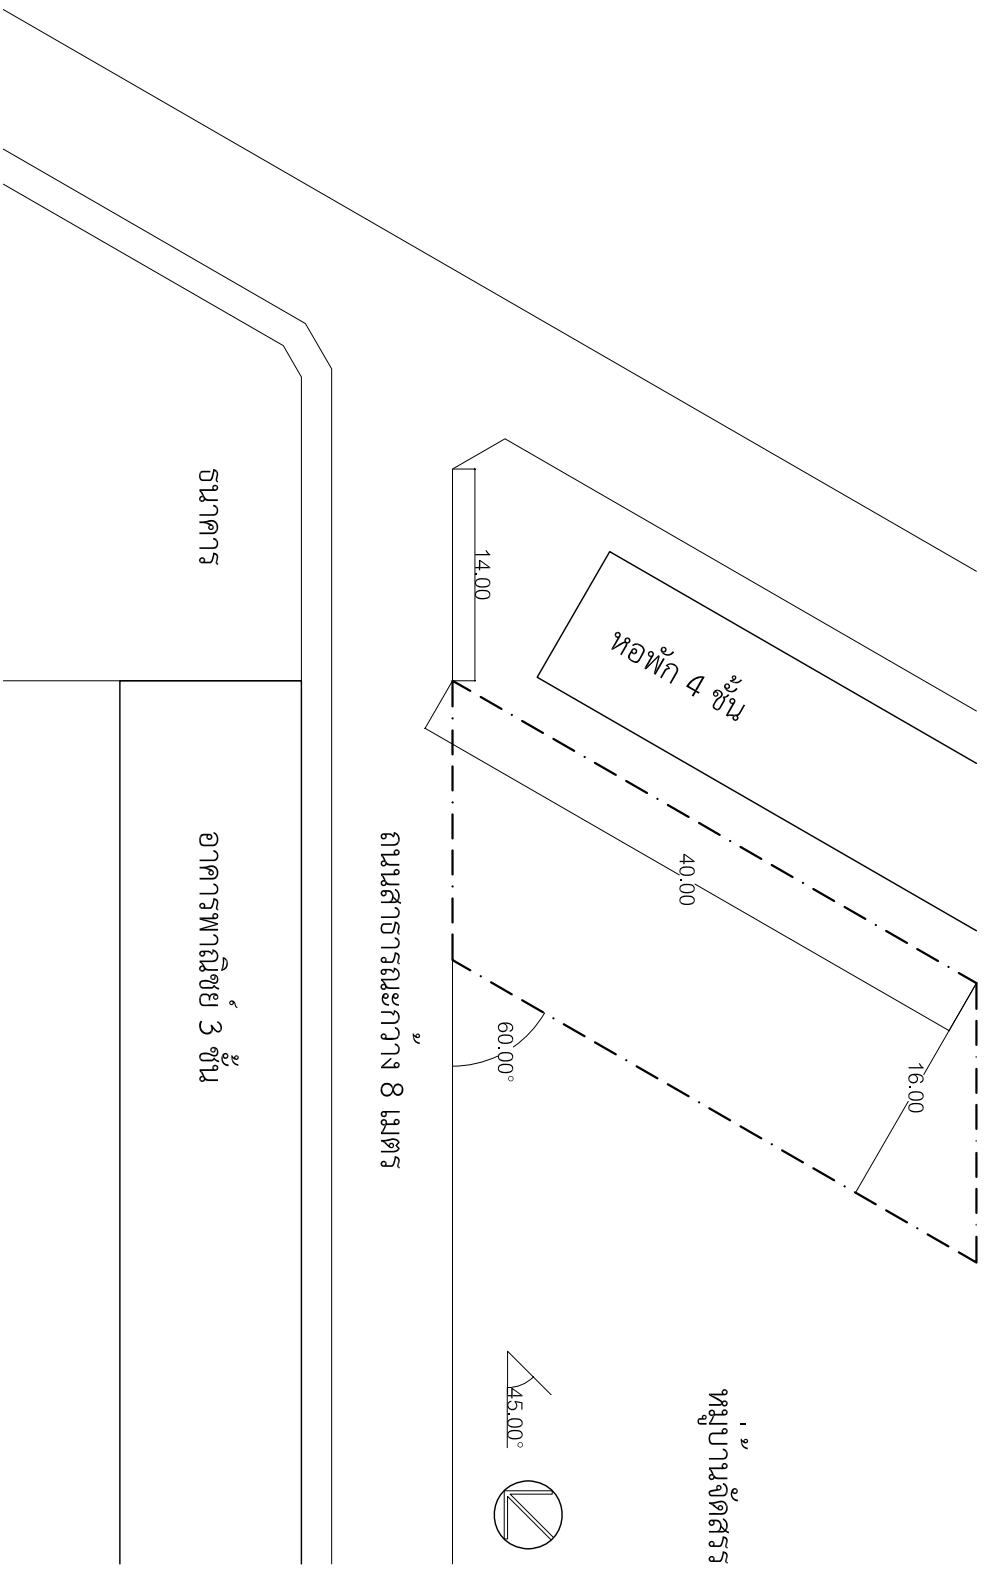 ธนาคาร
14.00
หอพัก 4 ชั้น
40.00
16.00
อาคารพาณิชย์ 3 ชั้น
ถนนสาธารณะกว้าง 8 เมตร
60.00°
45.00°
หมู่บ้านจัดสรร